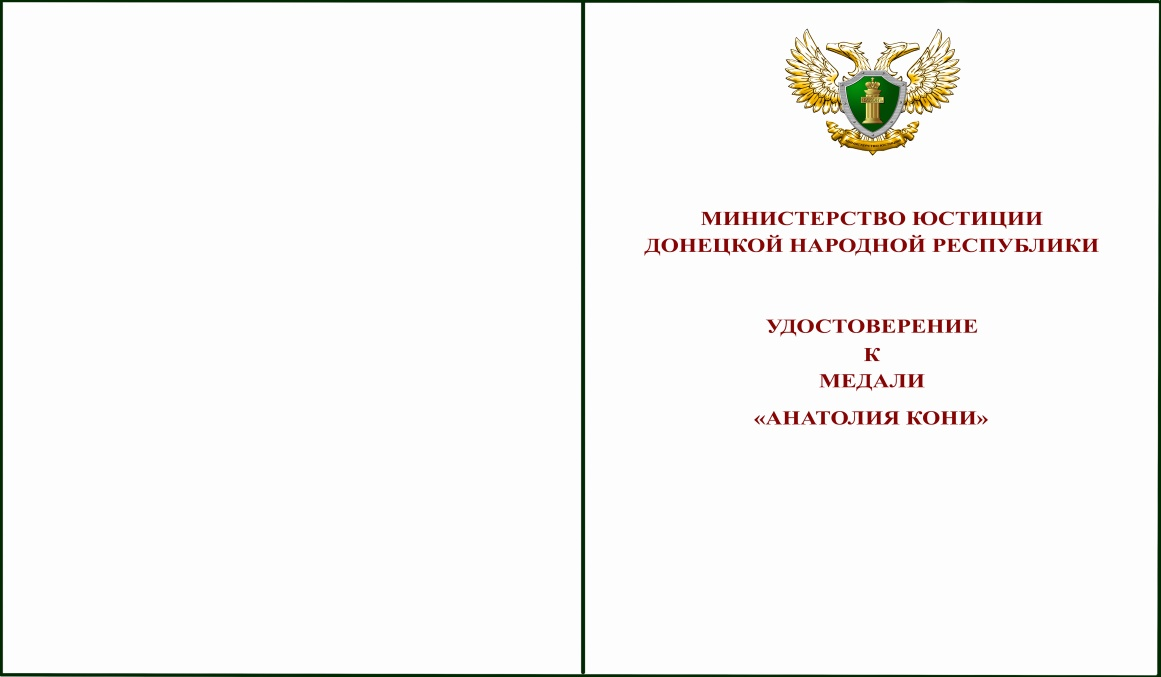 МИНИСТЕРСТВО ЮСТИЦИИ
ДОНЕЦКОЙ НАРОДНОЙ РЕСПУБЛИКИ
УДОСТОВЕРЕНИЕ
К
МЕДАЛИ
«АНАТОЛИЯ КОНИ»